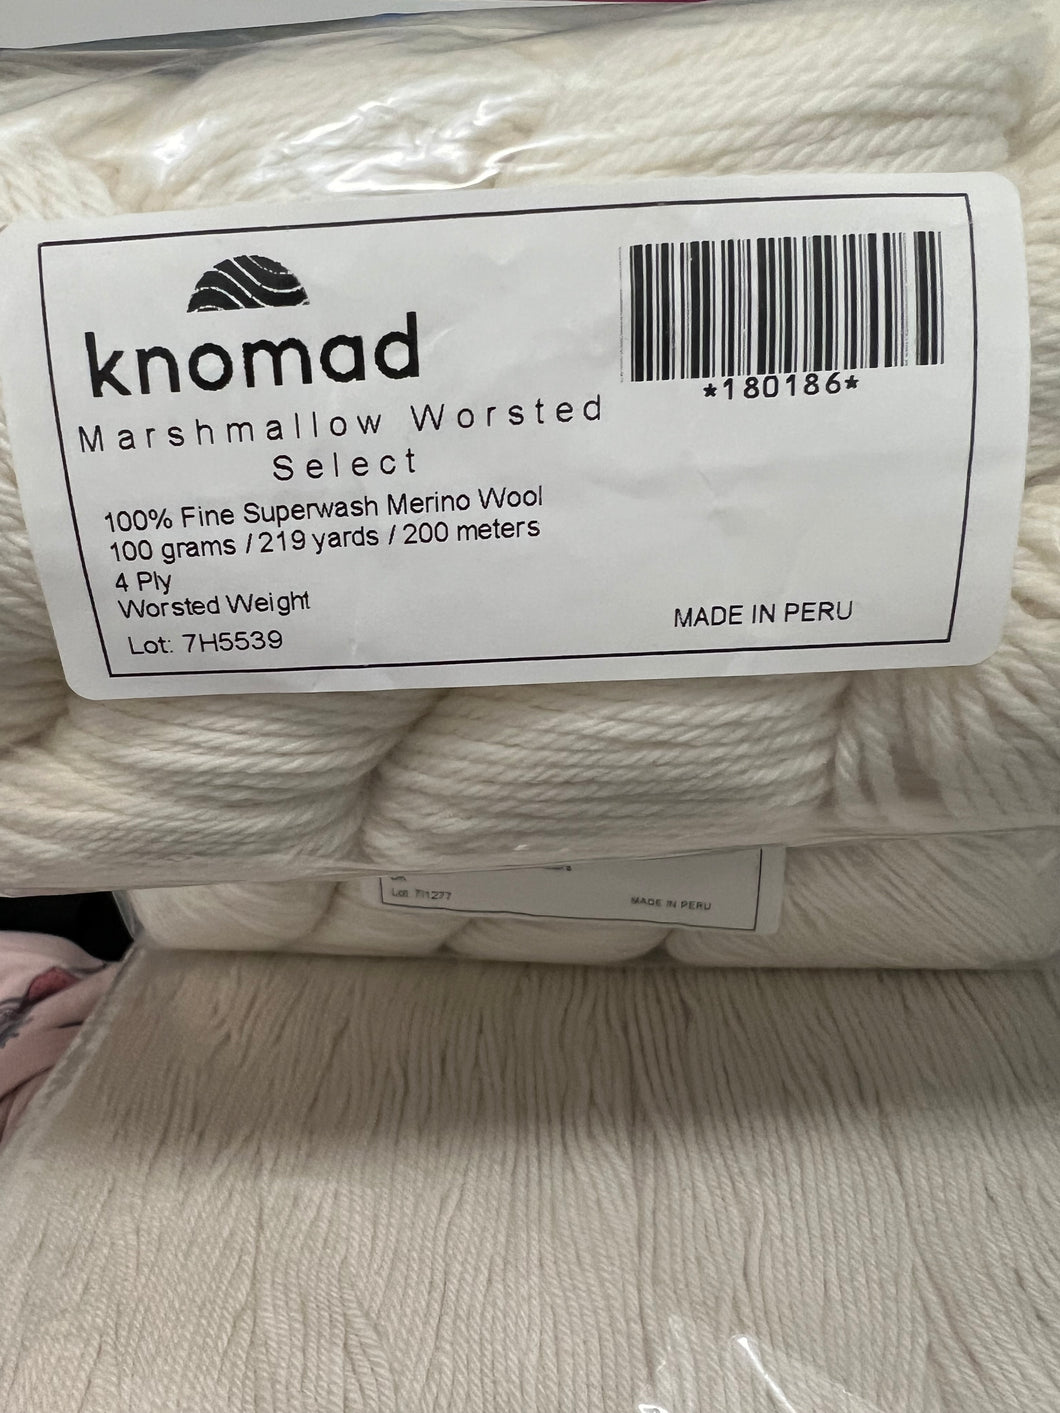 knomad
Marshmallow Worsted
Select
100% Fine Superwash Merino Wool
100 grams / 219 yards / 200 meters
4 Ply
Worsted Weight
Lot: 7H5539
*180186*
MADE IN PERU
Lot:
MADE IN PERU